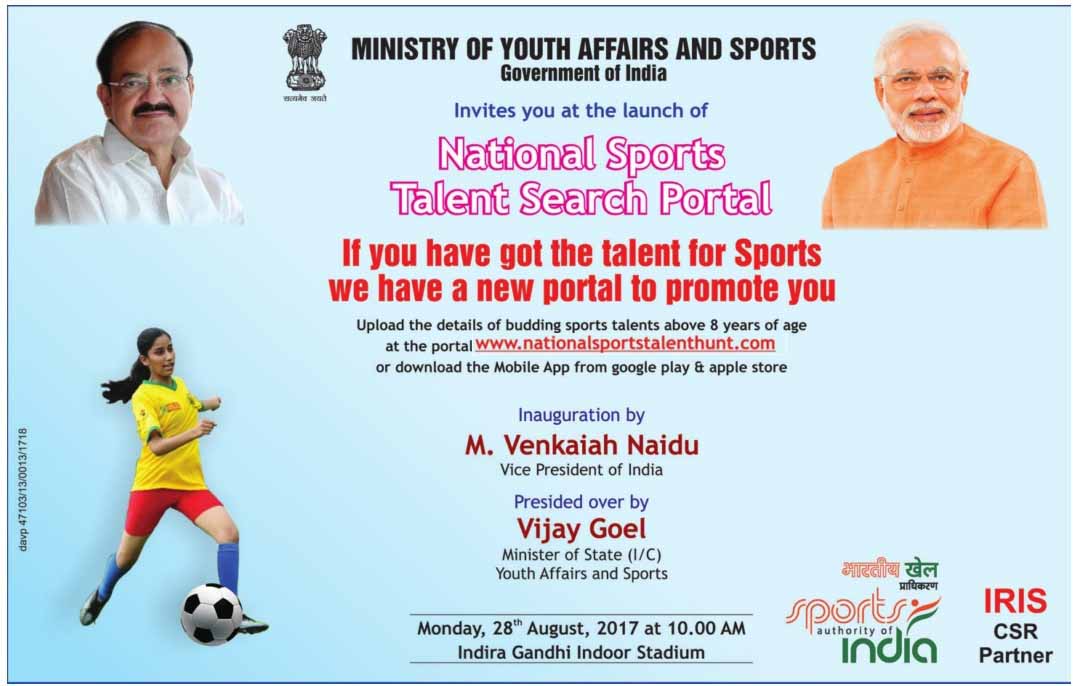 सत्यमेव जयते
MINISTRY OF YOUTH AFFAIRS AND SPORTS
Government of India
Invites you at the launch of
National Sports
Talent Search Portal
If you have got the talent for Sports
we have a new portal to promote you
Upload the details of budding sports talents above 8 years of age
at the portal www.nationalsportstalenthunt.com
or download the Mobile App from google play & apple store
Inauguration by
M. Venkaiah Naidu
Vice President of India
Presided over by
Vijay Goel
Minister of State (I/C)
Youth Affairs and Sports
Monday, 28th August, 2017 at 10.00 AM
Indira Gandhi Indoor Stadium
davp 47103/13/0013/1718
भारतीय खेल
प्राधिकरण
sports
authority of
india
IRIS
CSR
Partner